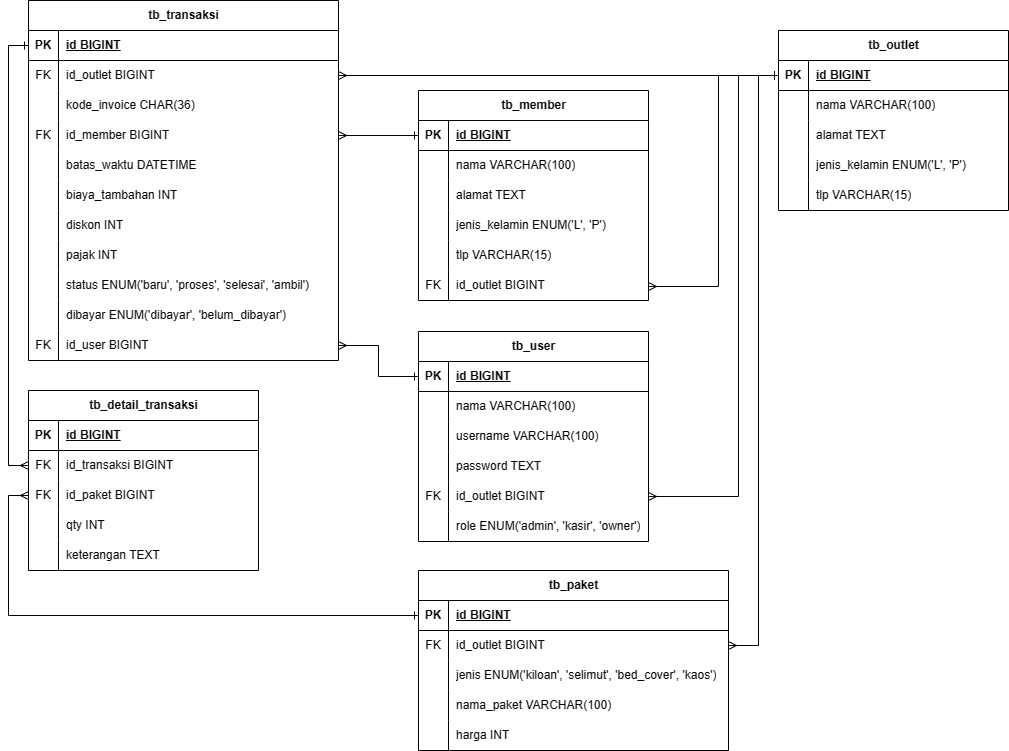 tb_transaksi
PK id BIGINT
FK id_outlet BIGINT
kode_invoice CHAR(36)
FK id_member BIGINT
batas_waktu DATETIME
biaya_tambahan INT
diskon INT
pajak INT
status ENUM('baru', 'proses', 'selesai', 'ambil')
dibayar ENUM('dibayar', 'belum_dibayar')
FK id_user BIGINT
tb_outlet
PK id BIGINT
nama VARCHAR(100)
alamat TEXT
jenis_kelamin ENUM('L', 'P')
tlp VARCHAR(15)
tb_member
PK id BIGINT
nama VARCHAR(100)
alamat TEXT
jenis_kelamin ENUM('L', 'P')
tlp VARCHAR(15)
FK id_outlet BIGINT
tb_user
PK id BIGINT
nama VARCHAR(100)
username VARCHAR(100)
password TEXT
FK id_outlet BIGINT
role ENUM('admin', 'kasir', 'owner')
tb_detail_transaksi
PK id BIGINT
FK id_transaksi BIGINT
FK id_paket BIGINT
qty INT
keterangan TEXT
tb_paket
PK id BIGINT
FK id_outlet BIGINT
jenis ENUM('kiloan', 'selimut', 'bed_cover', 'kaos')
nama_paket VARCHAR(100)
harga INT